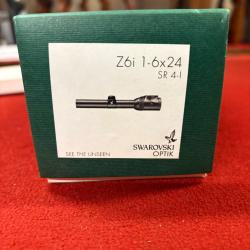 Z6i 1-6x24
SR 4-I
SWAROVSKI
OPTIK
SEE THE UNSEEN